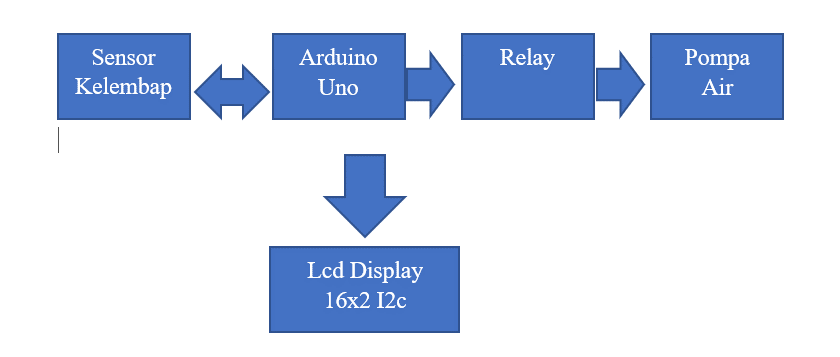 Sensor
Kelembap
Arduino
Uno
Relay
Pompa
Air
Lcd Display
16x2 I2c